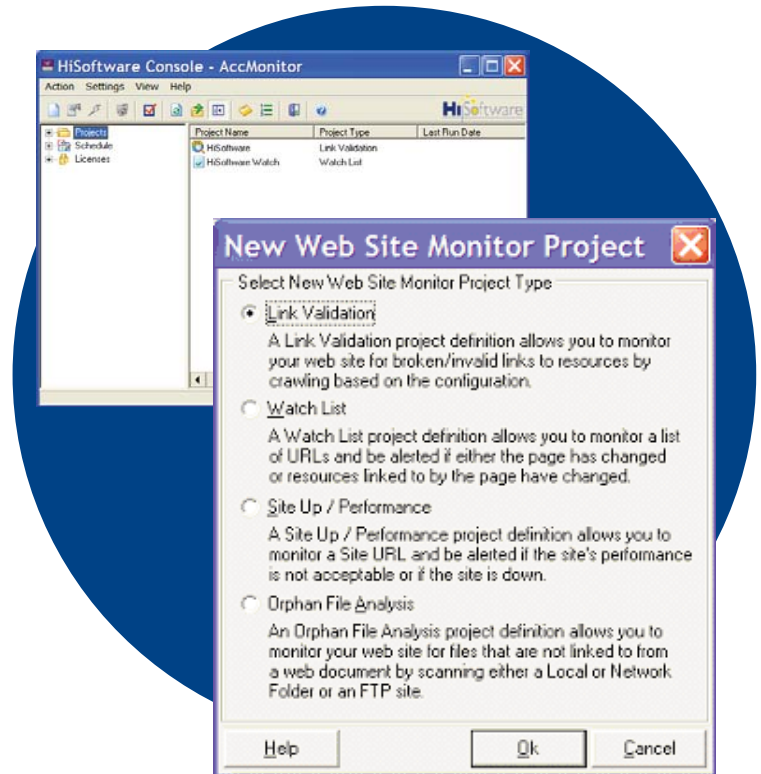 HiSoftware Console - AccMonitor
Action Settings View Help
HiSoftware
Projects
Schedule
Licenses
Project Name Project Type Last Run Date
HiSoftware Link Validation
HiSoftware Watch Watch List
New Web Site Monitor Project
Select New Web Site Monitor Project Type
Link Validation
A Link Validation project definition allows you to monitor
your web site for broken/invalid links to resources by
crawling based on the configuration.
Watch List
A Watch List project definition allows you to monitor a list
of URLs and be alerted if either the page has changed
or resources linked to by the page have changed.
Site Up / Performance
A Site Up / Performance project definition allows you to
monitor a Site URL and be alerted if the site's performance
is not acceptable or if the site is down.
Orphan File Analysis
An Orphan File Analysis project definition allows you to
monitor your web site for files that are not linked to from
a web document by scanning either a Local or Network
Folder or an FTP site.
Help Ok Cancel